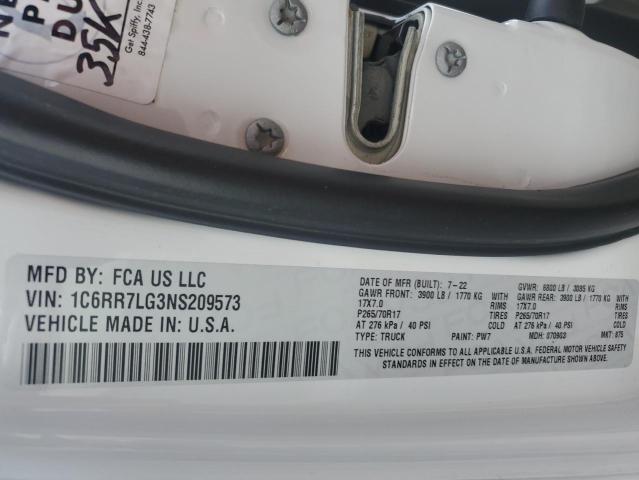 DU
35K
Get Spiffy, Inc.
844-438-7743
MFD BY: FCA US LLC
VIN: 1C6RR7LG3NS209573
VEHICLE MADE IN: U.S.A.
DATE OF MFR (BUILT): 7-22 GVWR: 6800 LB / 3085 KG
GAWR FRONT: 3900 LB / 1770 KG WITH GAWR REAR: 3900 LB / 1770 KG WITH
17X7.0 RIMS 17X7.0 RIMS
P265/70R17 TIRES P265/70R17 TIRES
AT 276 kPa / 40 PSI COLD AT 276 kPa / 40 PSI COLD
TYPE: TRUCK PAINT: PW7 MDH: 070903 MKT: 875
THIS VEHICLE CONFORMS TO ALL APPLICABLE U.S.A. FEDERAL MOTOR VEHICLE SAFETY
STANDARDS IN EFFECT ON THE DATE OF MANUFACTURE SHOWN ABOVE.